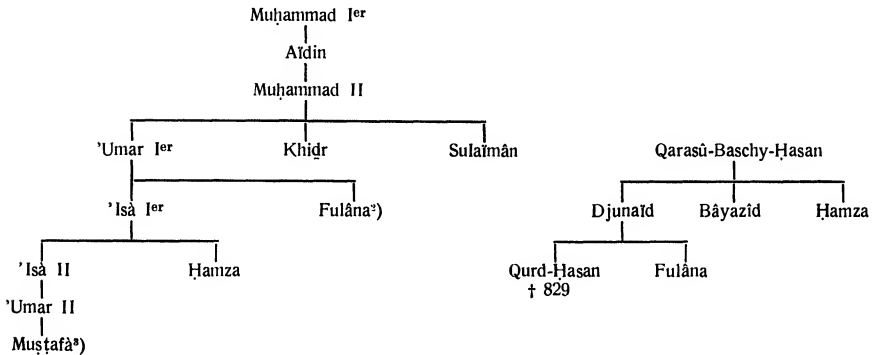 Muḥammad Iᵉʳ
Aïdin
Muḥammad II
'Umar Iᵉʳ Khiḏr Sulaïmân Qarasû-Baschy-Ḥasan
'Isà Iᵉʳ Fulâna²) Djunaïd Bâyazîd Ḥamza
'Isà II Ḥamza Qurd-Ḥasan Fulâna
† 829
'Umar II
Muṣṭafà³)